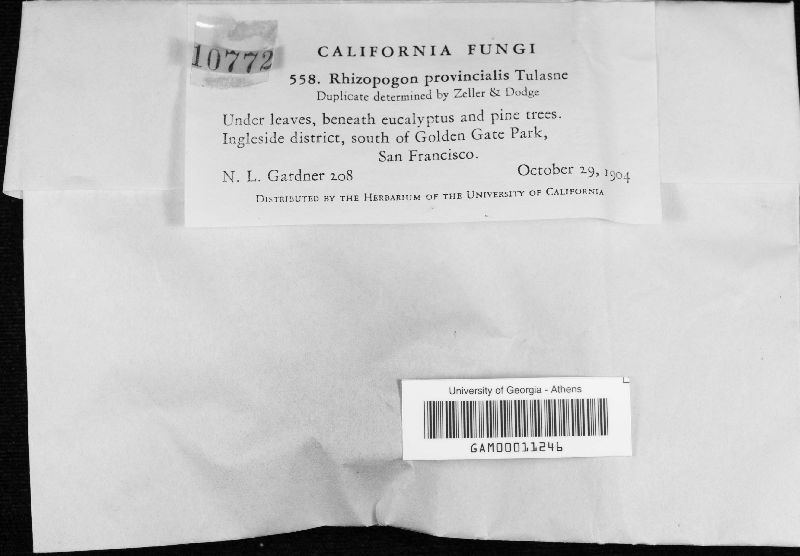 10772
CALIFORNIA FUNGI
558. Rhizopogon provincialis Tulasne
Duplicate determined by Zeller & Dodge
Under leaves, beneath eucalyptus and pine trees.
Ingleside district, south of Golden Gate Park,
San Francisco.
N. L. Gardner 208 October 29, 1904
DISTRIBUTED BY THE HERBARIUM OF THE UNIVERSITY OF CALIFORNIA
University of Georgia - Athens
GAM00011246